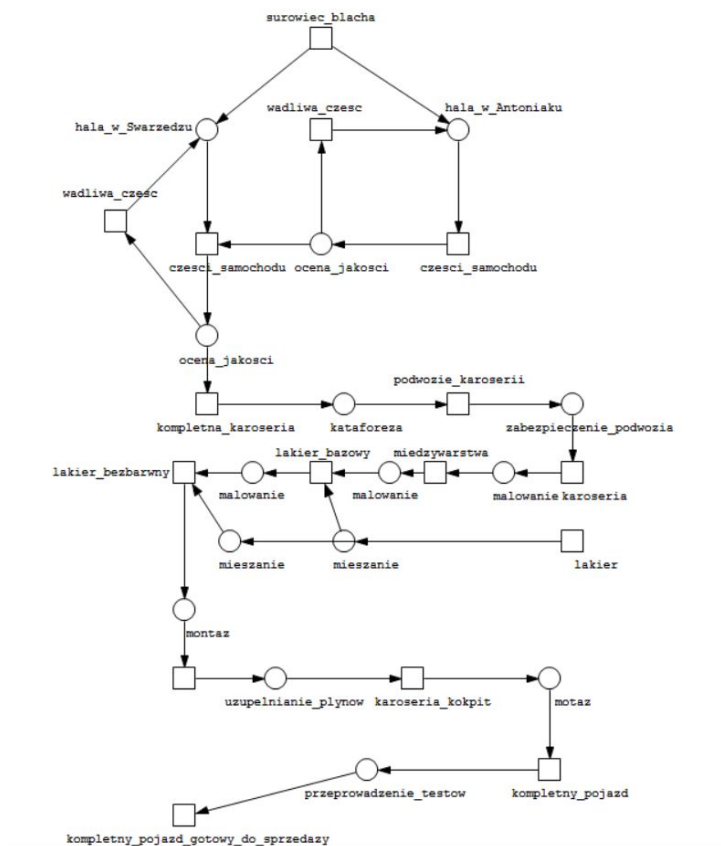 surowiec_blacha
wadliwa_czesc
hala_w_Antoniaku
hala_w_Swarzedzu
wadliwa_czesc
czesci_samochodu
ocena_jakosci
czesci_samochodu
ocena_jakosci
podwozie_karoserii
kompletna_karoseria
kataforeza
zabezpieczenie_podwozia
lakier_bazowy
miedzywarstwa
lakier_bezbarwny
malowanie
malowanie
malowanie
karoseria
mieszanie
mieszanie
lakier
montaz
uzupelnianie_plynow
karoseria_kokpit
motaz
przeprowadzenie_testow
kompletny_pojazd
kompletny_pojazd_gotowy_do_sprzedazy